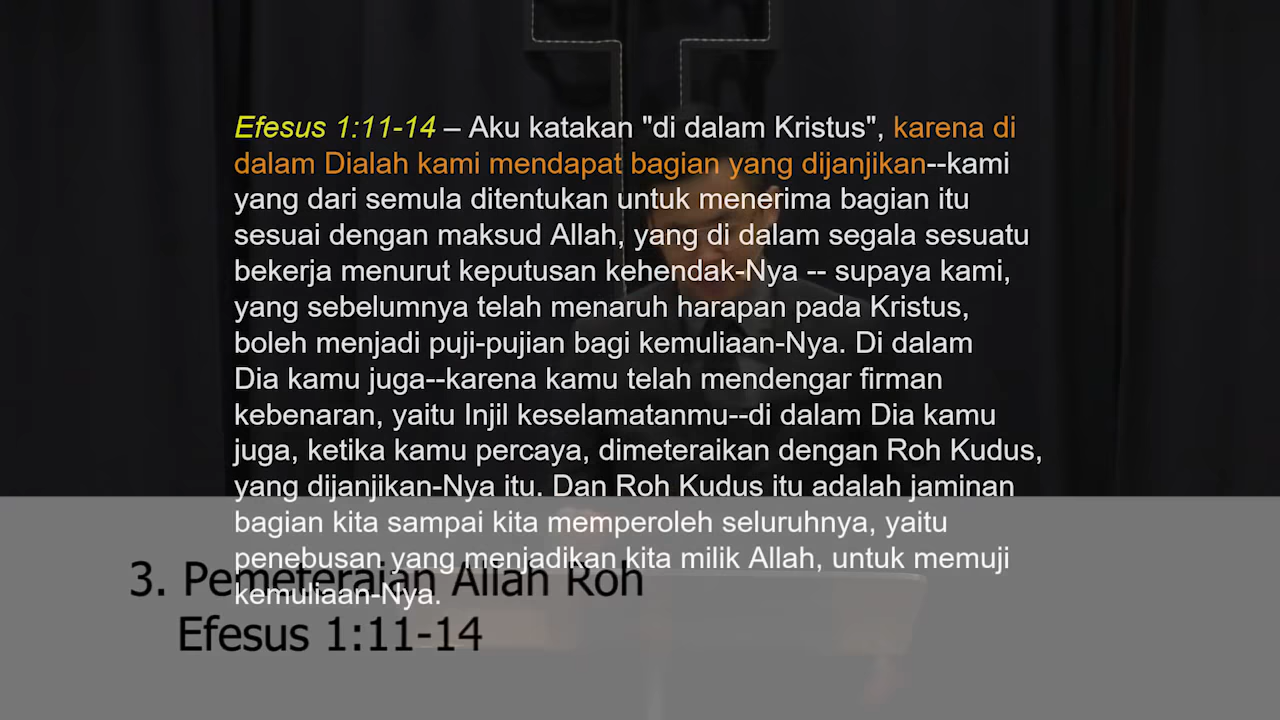 Efesus 1:11-14 – Aku katakan "di dalam Kristus", karena di
dalam Dialah kami mendapat bagian yang dijanjikan--kami
yang dari semula ditentukan untuk menerima bagian itu
sesuai dengan maksud Allah, yang di dalam segala sesuatu
bekerja menurut keputusan kehendak-Nya -- supaya kami,
yang sebelumnya telah menaruh harapan pada Kristus,
boleh menjadi puji-pujian bagi kemuliaan-Nya. Di dalam
Dia kamu juga--karena kamu telah mendengar firman
kebenaran, yaitu Injil keselamatanmu--di dalam Dia kamu
juga, ketika kamu percaya, dimeteraikan dengan Roh Kudus,
yang dijanjikan-Nya itu. Dan Roh Kudus itu adalah jaminan
bagian kita sampai kita memperoleh seluruhnya, yaitu
penebusan yang menjadikan kita milik Allah, untuk memuji
kemuliaan-Nya.
3. Pemeteraian Allah Roh
Efesus 1:11-14